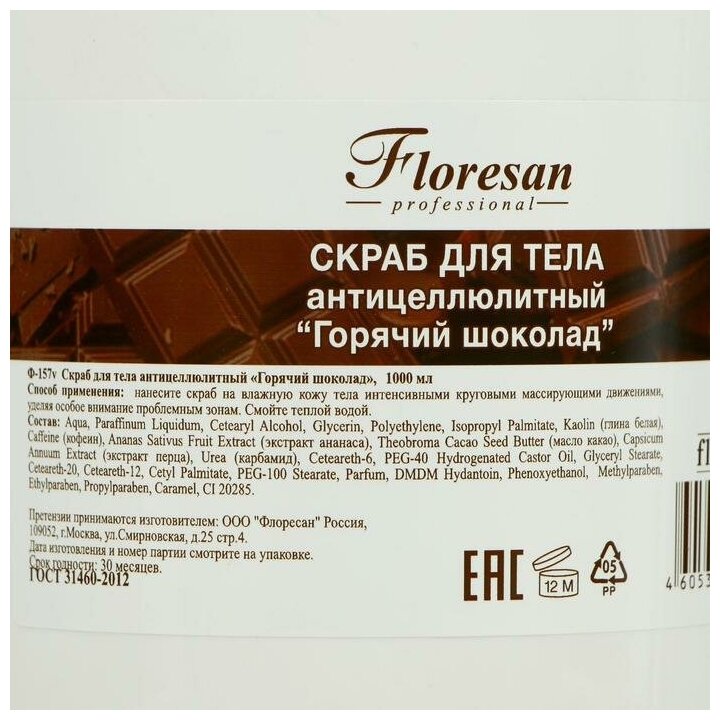 Floresan
professional
СКРАБ ДЛЯ ТЕЛА
антицеллюлитный
“Горячий шоколад”
Ф-157v Скраб для тела антицеллюлитный «Горячий шоколад», 1000 мл
Способ применения: нанесите скраб на влажную кожу тела интенсивными круговыми массирующими движениями,
уделяя особое внимание проблемным зонам. Смойте теплой водой.
Состав: Aqua, Paraffinum Liquidum, Cetearyl Alcohol, Glycerin, Polyethylene, Isopropyl Palmitate, Kaolin (глина белая),
Caffeine (кофеин), Ananas Sativus Fruit Extract (экстракт ананаса), Theobroma Cacao Seed Butter (масло какао), Capsicum
Annuum Extract (экстракт перца), Urea (карбамид), Ceteareth-6, PEG-40 Hydrogenated Castor Oil, Glyceryl Stearate,
Ceteareth-20, Ceteareth-12, Cetyl Palmitate, PEG-100 Stearate, Parfum, DMDM Hydantoin, Phenoxyethanol, Methylparaben,
Ethylparaben, Propylparaben, Caramel, CI 20285.
Претензии принимаются изготовителем: ООО "Флоресан" Россия,
109052, г.Москва, ул.Смирновская, д.25 стр.4.
Дата изготовления и номер партии смотрите на упаковке.
Срок годности: 30 месяцев.
ГОСТ 31460-2012
EAC
12 M
05
PP
fl
4 6053